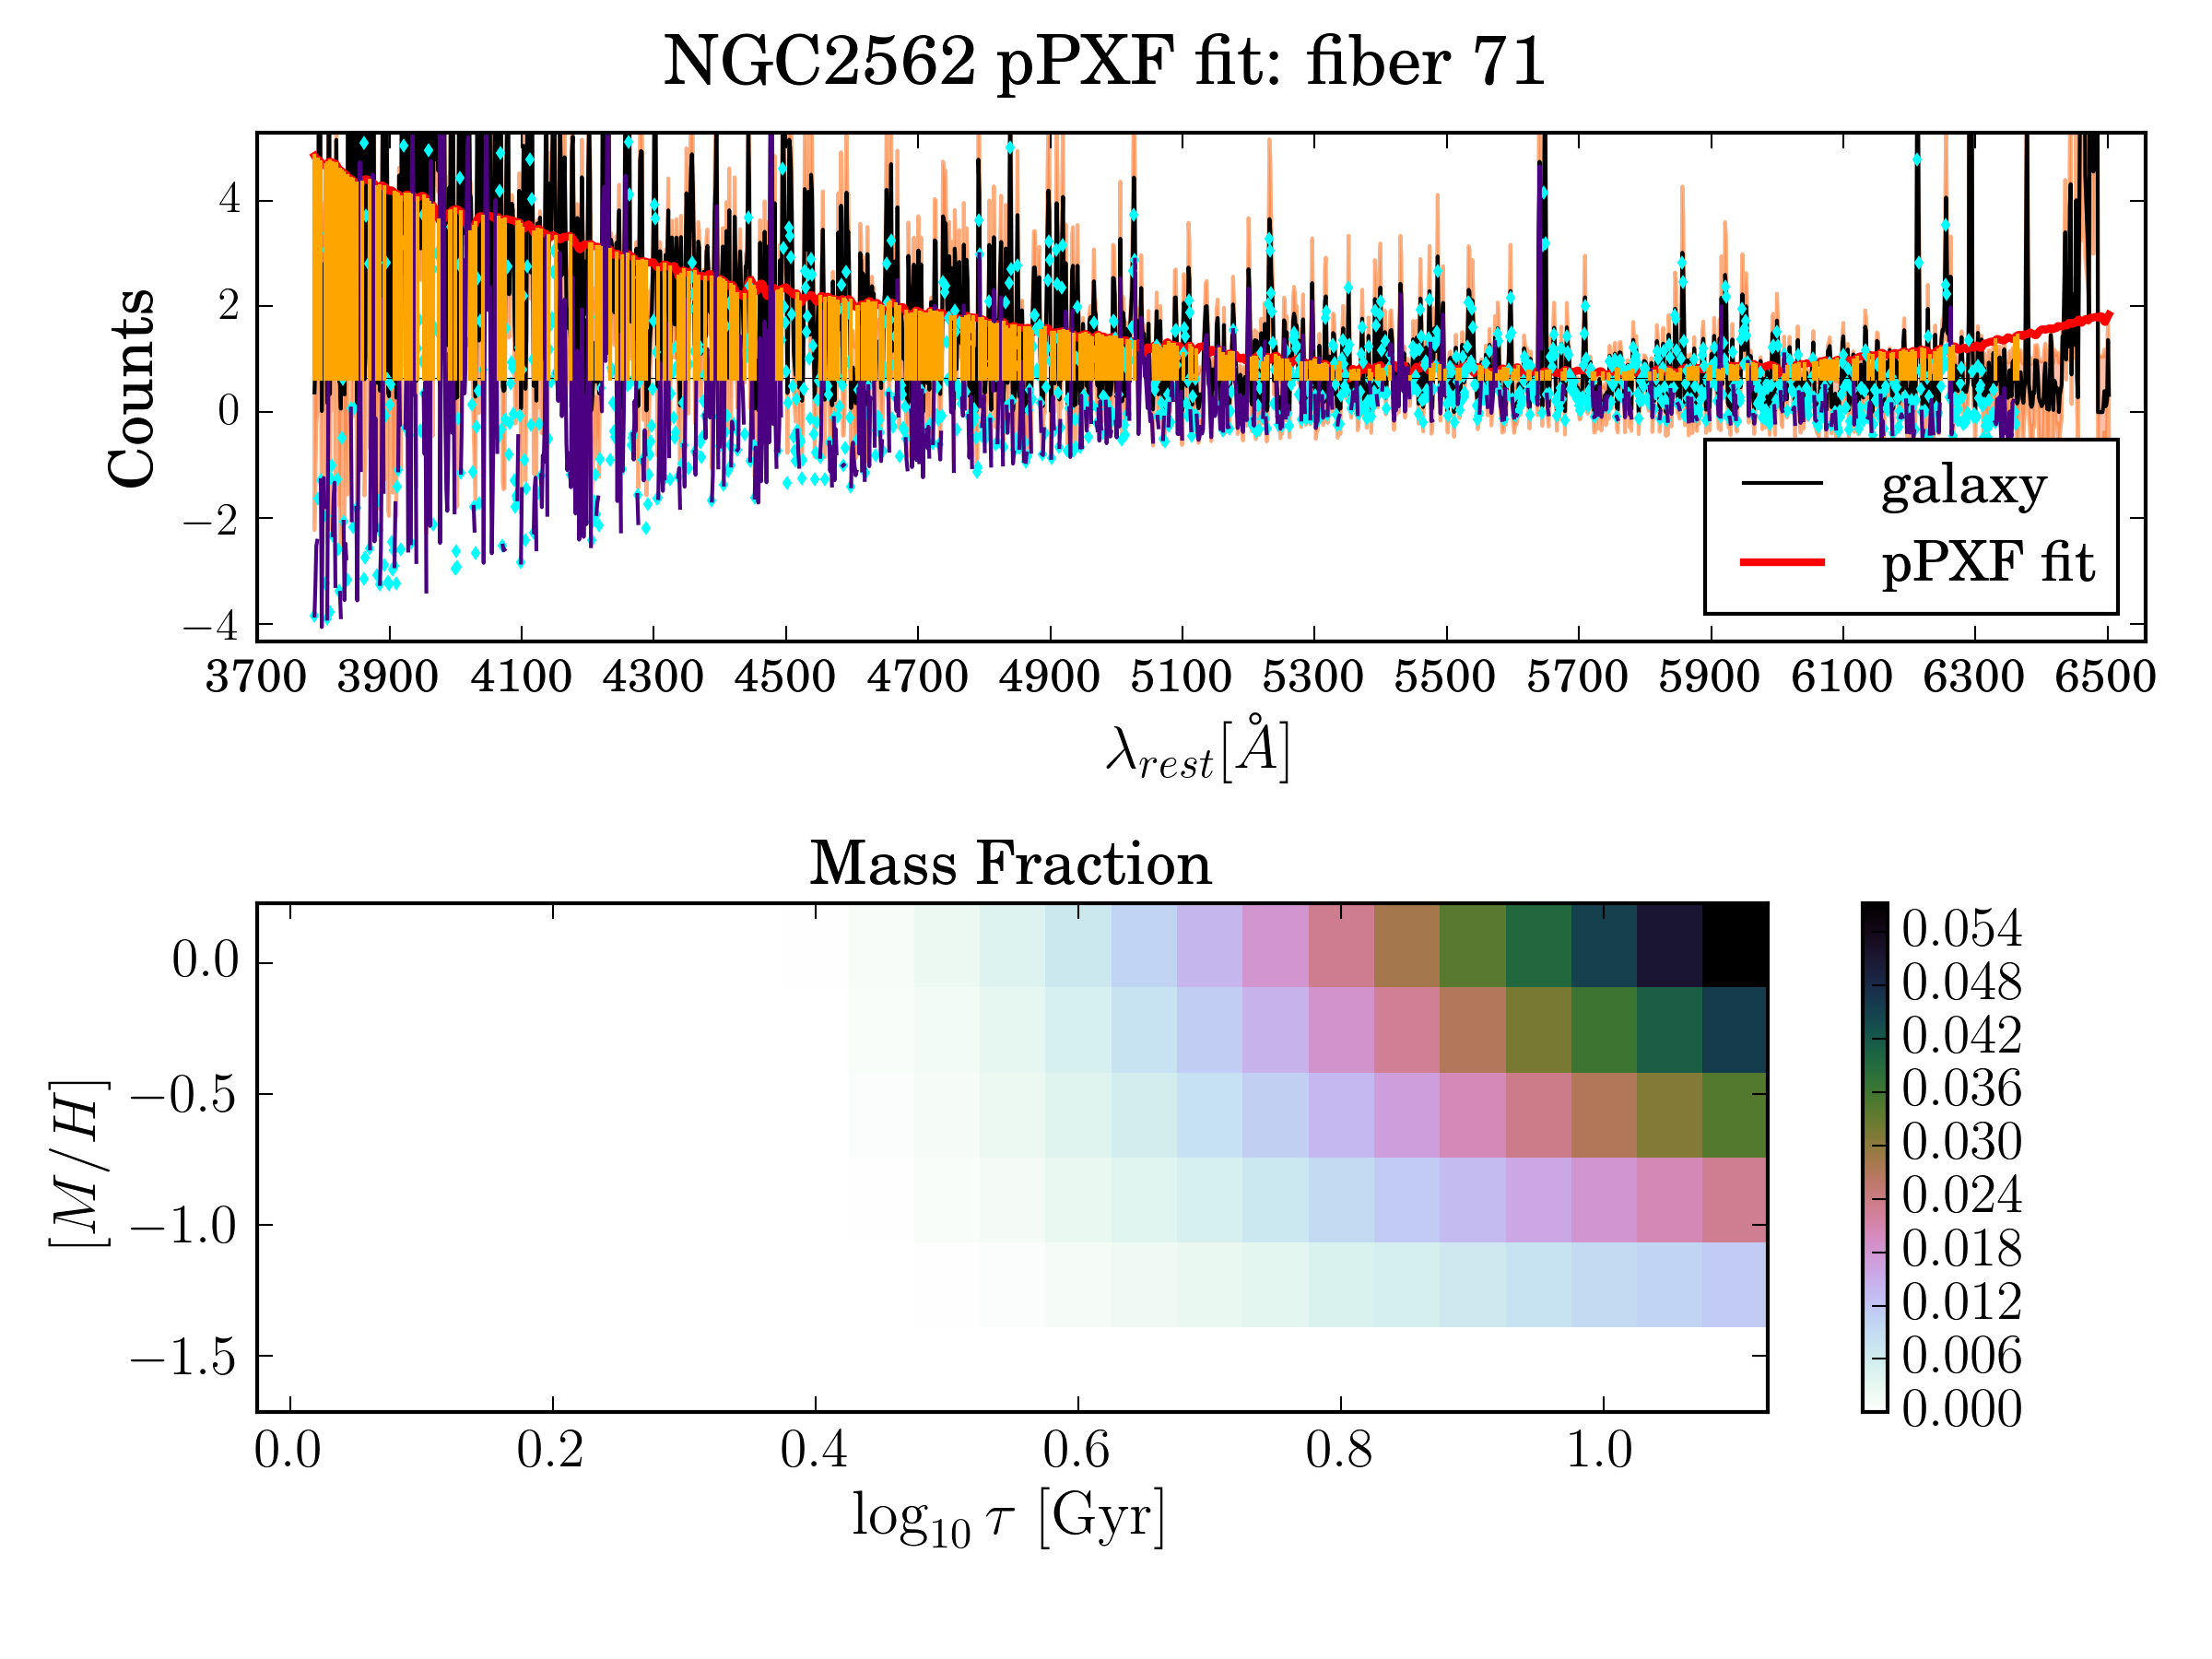 NGC2562 pPXF fit: fiber 71
Counts
4
2
0
−2
−4
galaxy
pPXF fit
3700 3900 4100 4300 4500 4700 4900 5100 5300 5500 5700 5900 6100 6300 6500
λ_rest[Å]
Mass Fraction
[M/H]
0.0
−0.5
−1.0
−1.5
0.0 0.2 0.4 0.6 0.8 1.0
log₁₀ τ [Gyr]
0.054
0.048
0.042
0.036
0.030
0.024
0.018
0.012
0.006
0.000